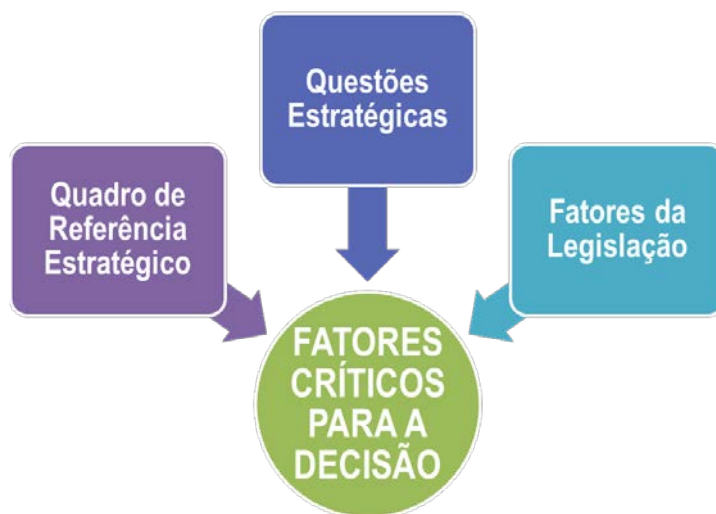 Questões
Estratégicas
Quadro de
Referência
Estratégico
Fatores da
Legislação
FATORES
CRÍTICOS
PARA A
DECISÃO